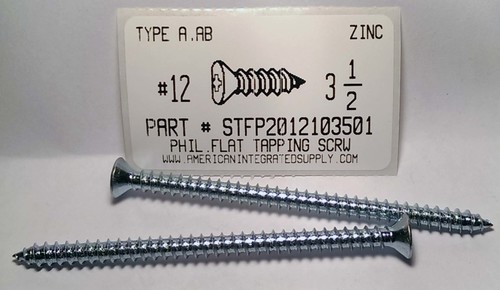 TYPE A.AB ZINC
#12 3 1/2
PART # STFP2012103501
PHIL.FLAT TAPPING SCRW
WWW.AMERICANINTEGRATEDSUPPLY.COM